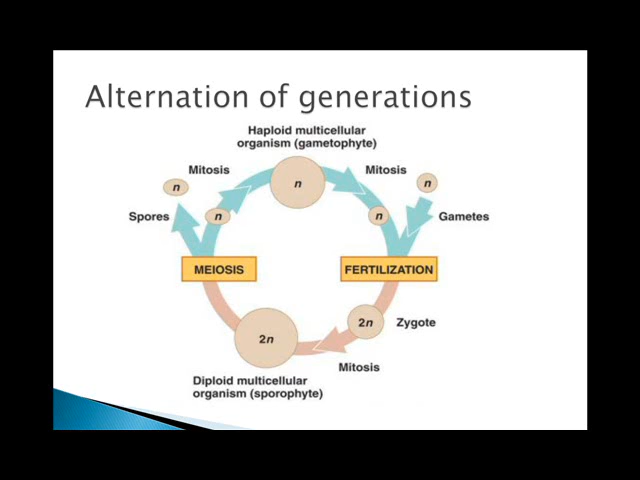 Alternation of generations
Haploid multicellular
organism (gametophyte)
Mitosis
Mitosis
n
n
n
Spores
n
n
Gametes
MEIOSIS
FERTILIZATION
2n
2n
Zygote
Mitosis
Diploid multicellular
organism (sporophyte)